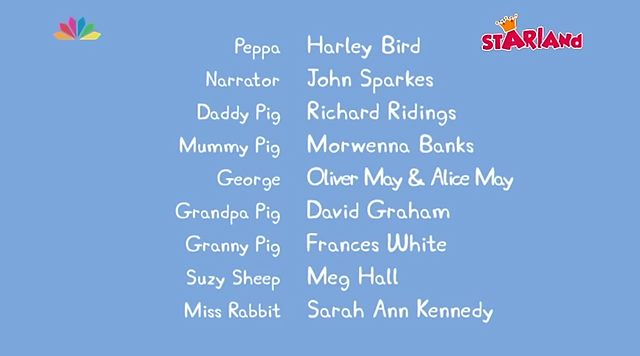 STARLAND
Peppa Harley Bird
Narrator John Sparkes
Daddy Pig Richard Ridings
Mummy Pig Morwenna Banks
George Oliver May & Alice May
Grandpa Pig David Graham
Granny Pig Frances White
Suzy Sheep Meg Hall
Miss Rabbit Sarah Ann Kennedy